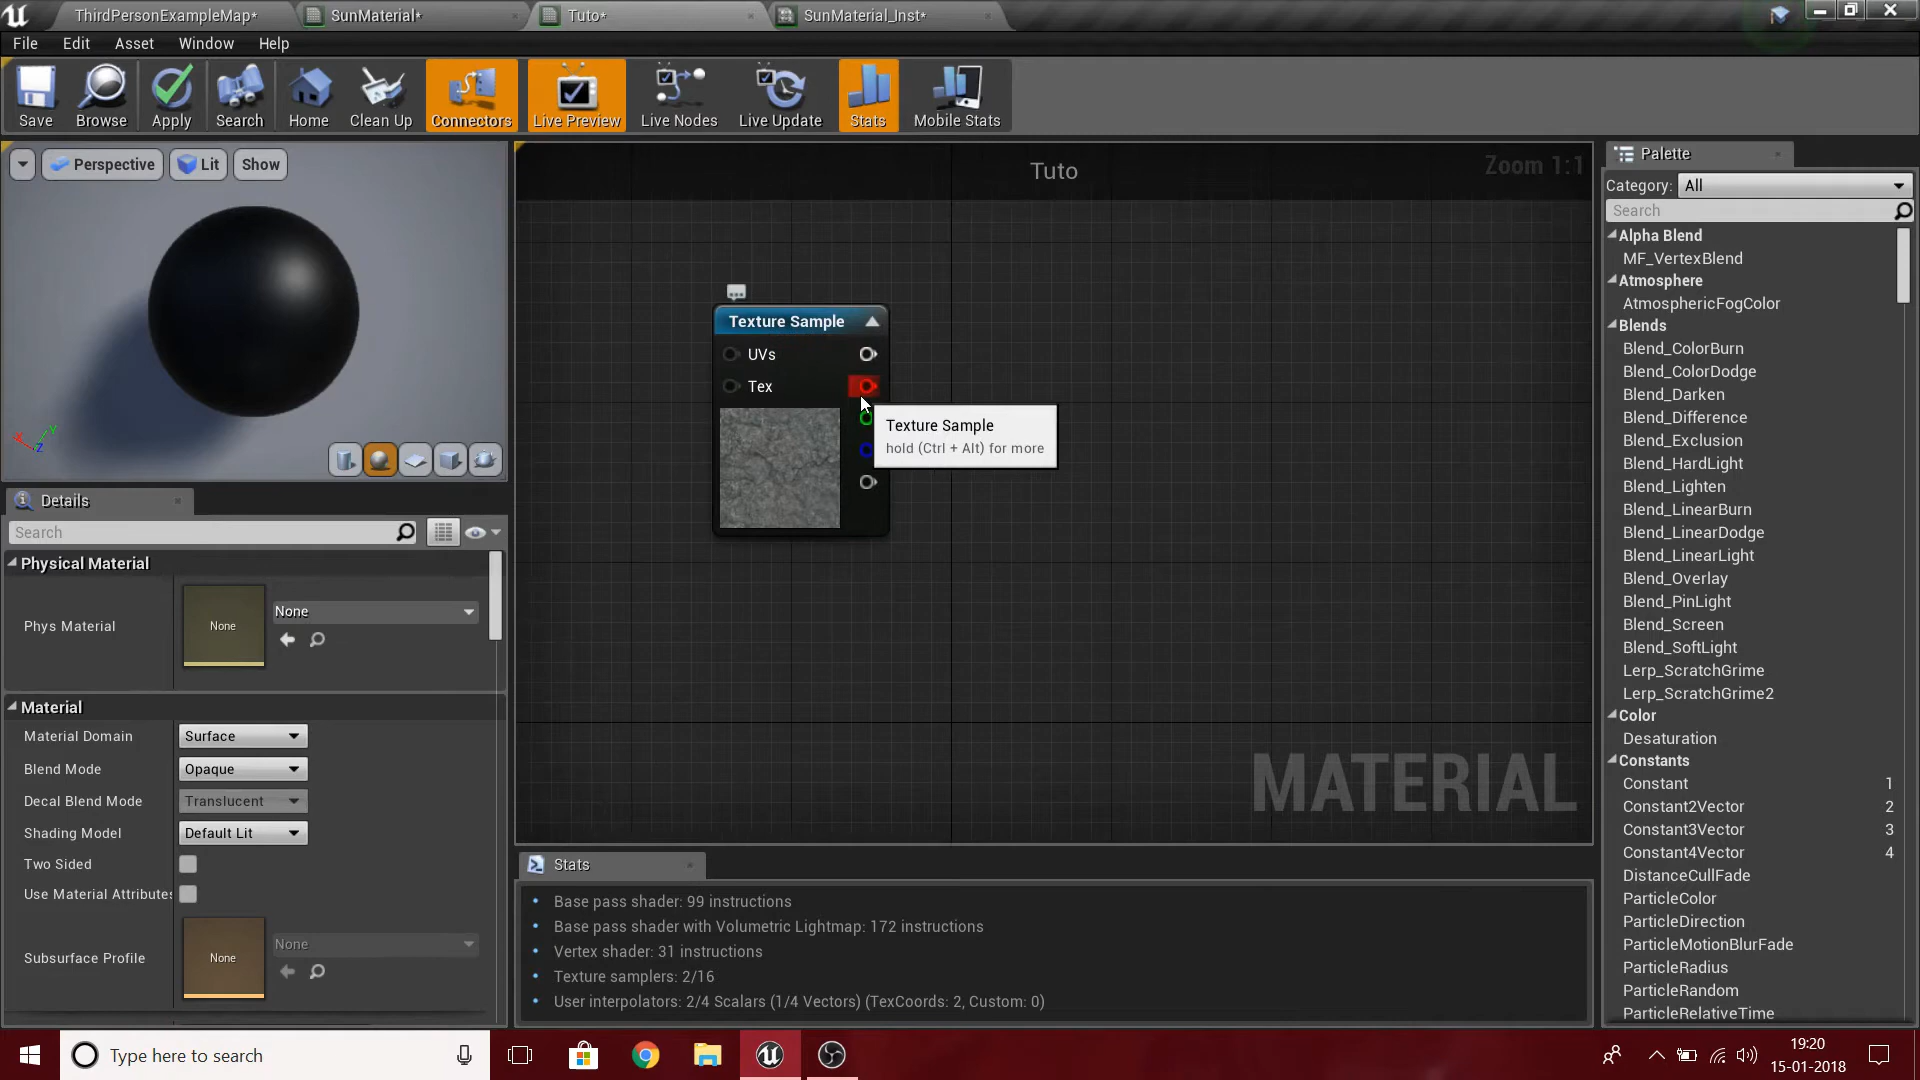 ThirdPersonExampleMap*
SunMaterial*
Tuto*
SunMaterial_Inst*
File Edit Asset Window Help
Save Browse Apply Search Home Clean Up Connectors Live Preview Live Nodes Live Update Stats Mobile Stats
Perspective Lit Show
X Y Z
Tuto
Zoom 1:1
Texture Sample
UVs
Tex
Texture Sample
hold (Ctrl + Alt) for more
MATERIAL
Details
Search
Physical Material
Phys Material
None
None
Material
Material Domain Surface
Blend Mode Opaque
Decal Blend Mode Translucent
Shading Model Default Lit
Two Sided
Use Material Attributes
Subsurface Profile
None
None
Stats
Base pass shader: 99 instructions
Base pass shader with Volumetric Lightmap: 172 instructions
Vertex shader: 31 instructions
Texture samplers: 2/16
User interpolators: 2/4 Scalars (1/4 Vectors) (TexCoords: 2, Custom: 0)
Palette
Category: All
Search
Alpha Blend
MF_VertexBlend
Atmosphere
AtmosphericFogColor
Blends
Blend_ColorBurn
Blend_ColorDodge
Blend_Darken
Blend_Difference
Blend_Exclusion
Blend_HardLight
Blend_Lighten
Blend_LinearBurn
Blend_LinearDodge
Blend_LinearLight
Blend_Overlay
Blend_PinLight
Blend_Screen
Blend_SoftLight
Lerp_ScratchGrime
Lerp_ScratchGrime2
Color
Desaturation
Constants
Constant 1
Constant2Vector 2
Constant3Vector 3
Constant4Vector 4
DistanceCullFade
ParticleColor
ParticleDirection
ParticleMotionBlurFade
ParticleRadius
ParticleRandom
ParticleRelativeTime
Type here to search
19:20
15-01-2018